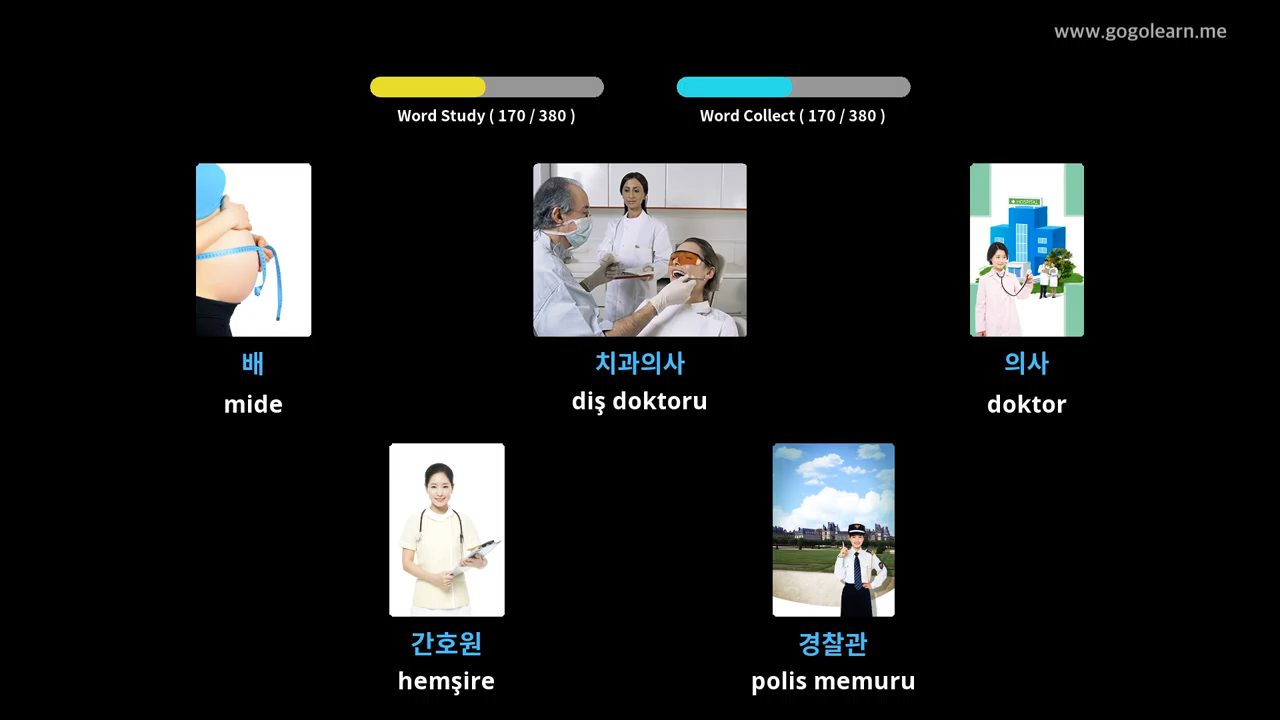 www.gogolearn.me
Word Study ( 170 / 380 )
Word Collect ( 170 / 380 )
배
mide
치과의사
diş doktoru
HOSPITAL
의사
doktor
간호원
hemşire
경찰관
polis memuru